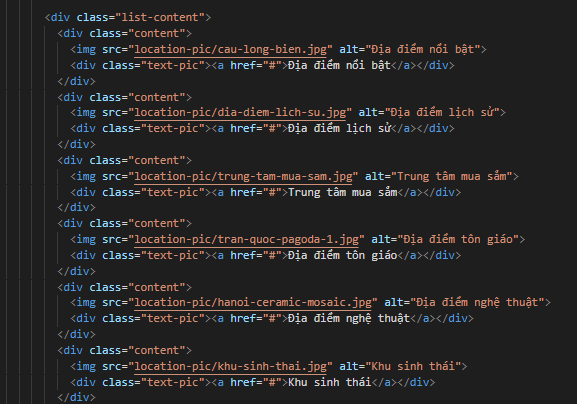 <div class="list-content">
<div class="content">
<img src="location-pic/cau-long-bien.jpg" alt="Địa điểm nổi bật">
<div class="text-pic"><a href="#">Địa điểm nổi bật</a></div>
</div>
<div class="content">
<img src="location-pic/dia-diem-lich-su.jpg" alt="Địa điểm lịch sử">
<div class="text-pic"><a href="#">Địa điểm lịch sử</a></div>
</div>
<div class="content">
<img src="location-pic/trung-tam-mua-sam.jpg" alt="Trung tâm mua sắm">
<div class="text-pic"><a href="#">Trung tâm mua sắm</a></div>
</div>
<div class="content">
<img src="location-pic/tran-quoc-pagoda-1.jpg" alt="Địa điểm tôn giáo">
<div class="text-pic"><a href="#">Địa điểm tôn giáo</a></div>
</div>
<div class="content">
<img src="location-pic/hanoi-ceramic-mosaic.jpg" alt="Địa điểm nghệ thuật">
<div class="text-pic"><a href="#">Địa điểm nghệ thuật</a></div>
</div>
<div class="content">
<img src="location-pic/khu-sinh-thai.jpg" alt="Khu sinh thái">
<div class="text-pic"><a href="#">Khu sinh thái</a></div>
</div>